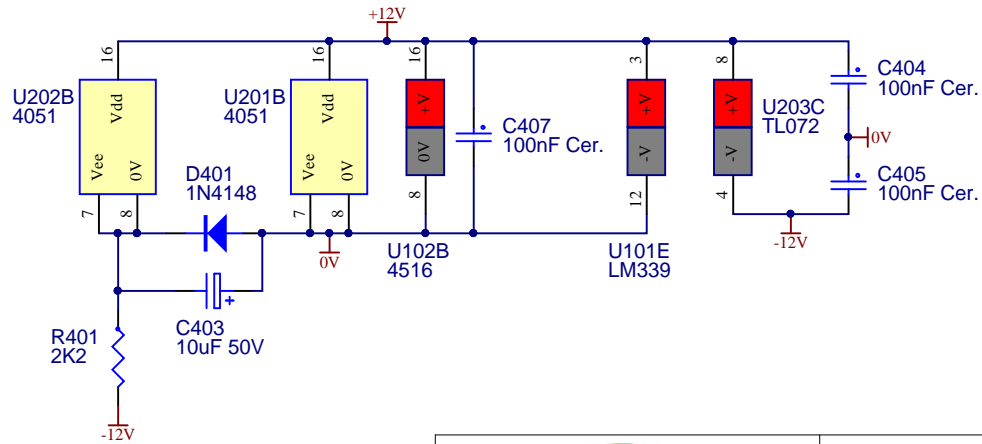 +12V
16
16
16
3
8
U202B
4051
Vdd
Vee
0V
7
8
U201B
4051
Vdd
Vee
0V
7
8
+V
0V
8
C407
100nF Cer.
+V
-V
12
+V
-V
4
U203C
TL072
C404
100nF Cer.
0V
C405
100nF Cer.
D401
1N4148
0V
U102B
4516
U101E
LM339
-12V
+
C403
10uF 50V
R401
2K2
-12V